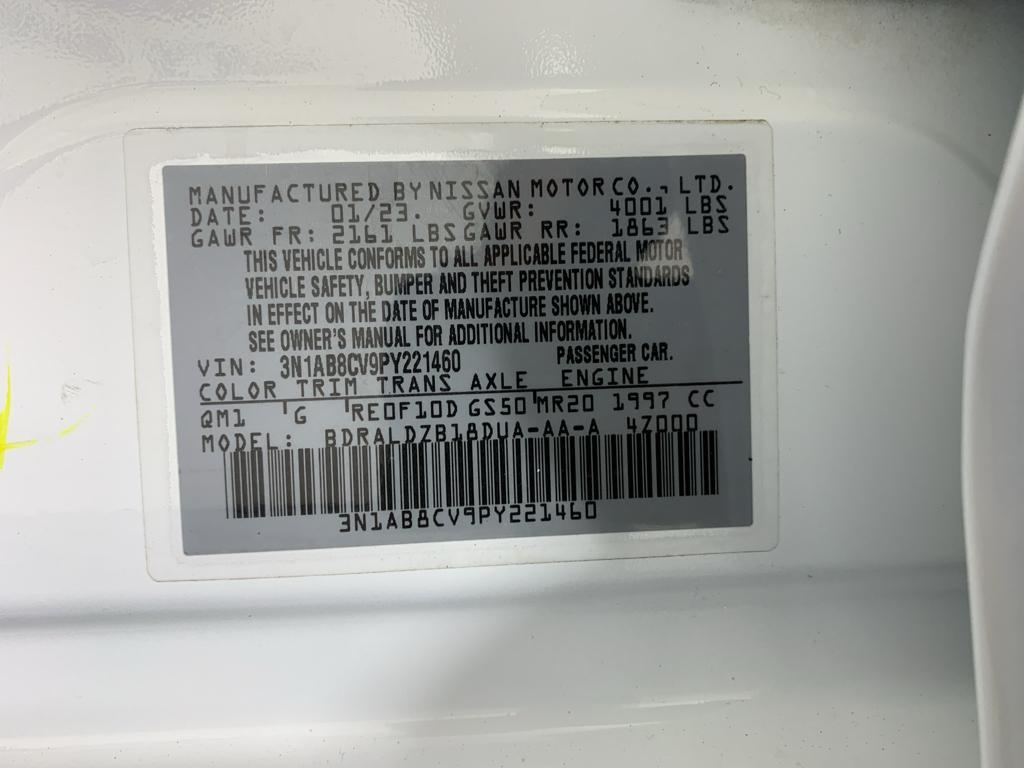 MANUFACTURED BY NISSAN MOTOR CO., LTD.
DATE: 01/23. GVWR: 4001 LBS
GAWR FR: 2161 LBS GAWR RR: 1863 LBS
THIS VEHICLE CONFORMS TO ALL APPLICABLE FEDERAL MOTOR
VEHICLE SAFETY, BUMPER AND THEFT PREVENTION STANDARDS
IN EFFECT ON THE DATE OF MANUFACTURE SHOWN ABOVE.
SEE OWNER'S MANUAL FOR ADDITIONAL INFORMATION.
VIN: 3N1AB8CV9PY221460 PASSENGER CAR.
COLOR TRIM TRANS AXLE ENGINE
QM1 G RE0F10D GS50 MR20 1997 CC
MODEL: BDRALDZB18DUA-AA-A 4Z000
3N1AB8CV9PY221460